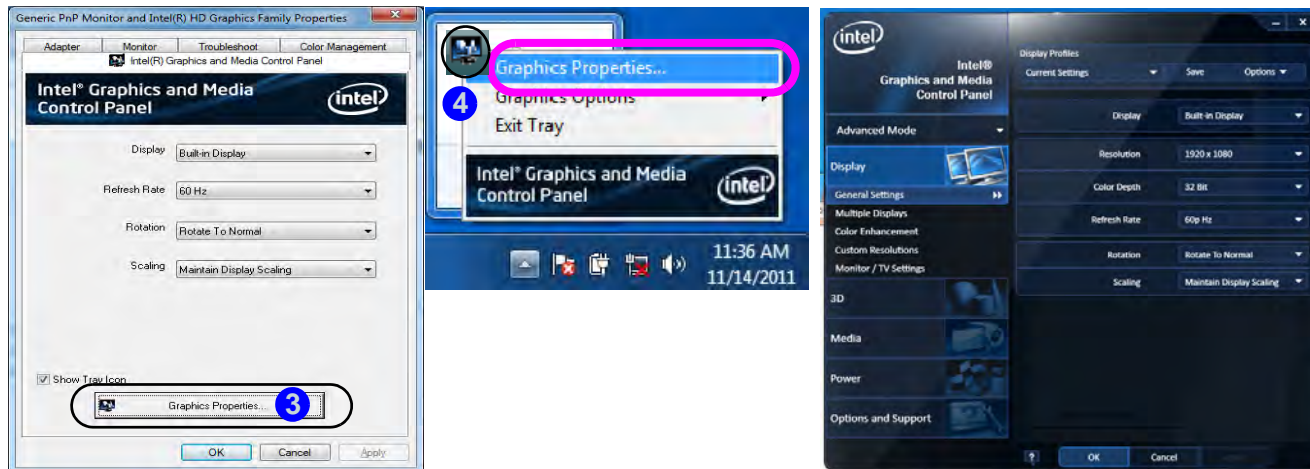 Generic PnP Monitor and Intel(R) HD Graphics Family Properties
Adapter Monitor Troubleshoot Color Management
Intel(R) Graphics and Media Control Panel
Intel® Graphics and Media
Control Panel
intel
Display Built-in Display
Refresh Rate 60 Hz
Rotation Rotate To Normal
Scaling Maintain Display Scaling
Show Tray Icon
Graphics Properties... 3
OK Cancel Apply
Graphics Properties...
4
Graphics Options
Exit Tray
Intel® Graphics and Media
Control Panel
intel
11:36 AM
11/14/2011
intel
Intel®
Graphics and Media
Control Panel
Advanced Mode
Display
General Settings
Multiple Displays
Color Enhancement
Custom Resolutions
Monitor / TV Settings
3D
Media
Power
Options and Support
Display Profiles
Current Settings Save Options
Display Built-in Display
Resolution 1920 x 1080
Color Depth 32 Bit
Refresh Rate 60p Hz
Rotation Rotate To Normal
Scaling Maintain Display Scaling
? OK Cancel